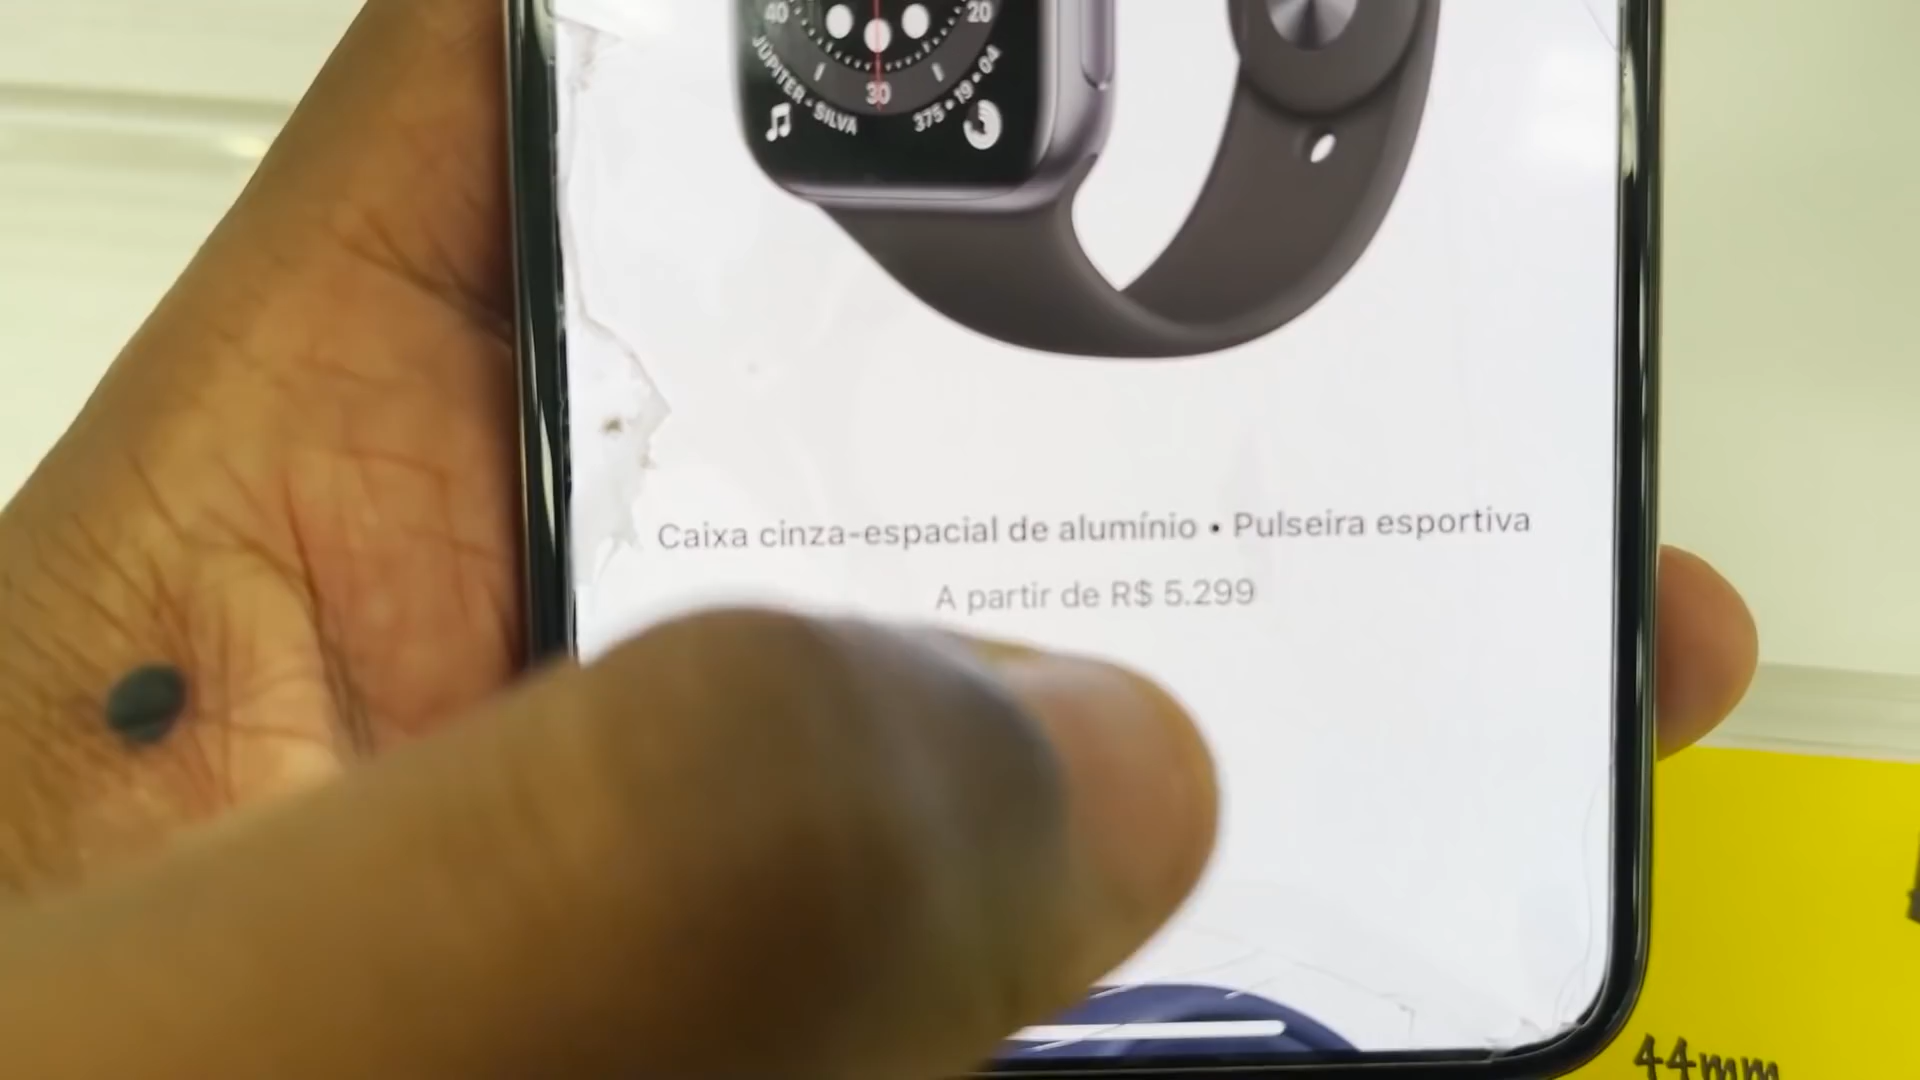 40
20
30
JÚPITER • SILVA
375 • 19 • 04
Caixa cinza-espacial de alumínio • Pulseira esportiva
A partir de R$ 5.299
44mm